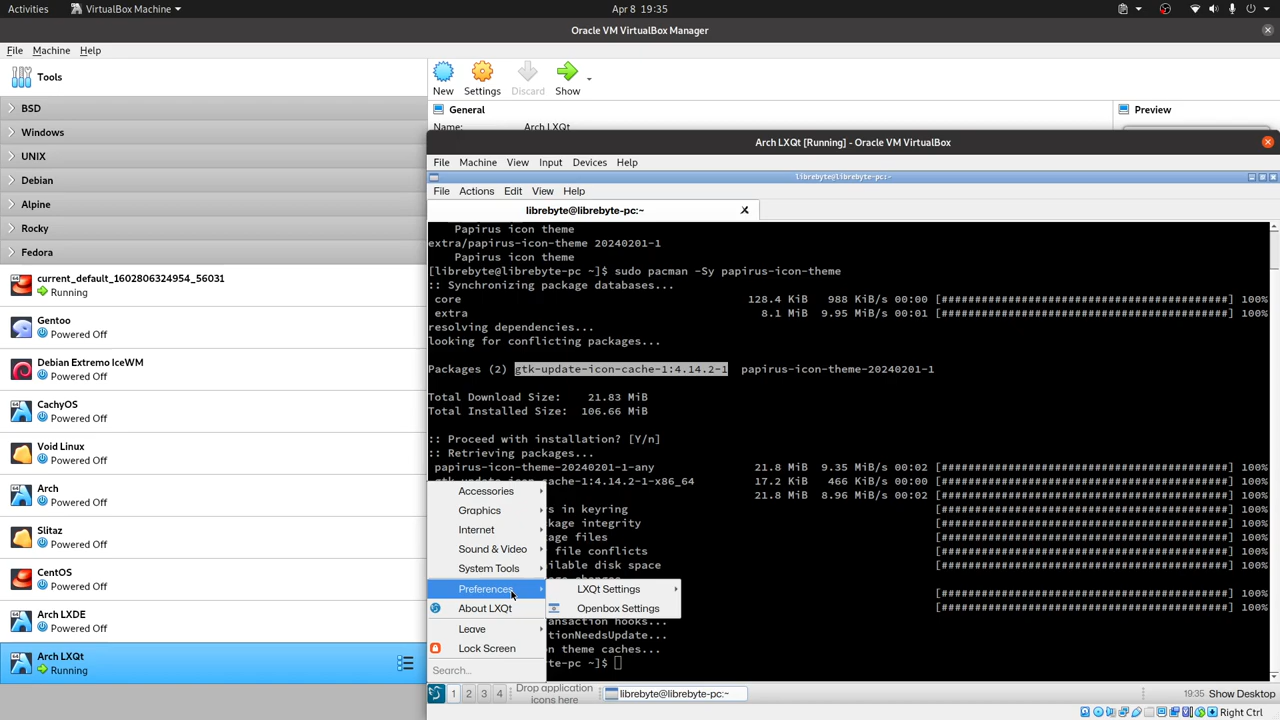 Activities
VirtualBox Machine
Apr 8 19:35
Oracle VM VirtualBox Manager
File Machine Help
Tools
New Settings Discard Show
BSD
Windows
UNIX
Debian
Alpine
Rocky
Fedora
current_default_1602806324954_56031
Running
Gentoo
Powered Off
Debian Extremo IceWM
Powered Off
CachyOS
Powered Off
Void Linux
Powered Off
Arch
Powered Off
Slitaz
Powered Off
CentOS
Powered Off
Arch LXDE
Powered Off
Arch LXQt
Running
General
Preview
Name: Arch LXQt
Arch LXQt [Running] - Oracle VM VirtualBox
File Machine View Input Devices Help
librebyte@librebyte-pc:~
File Actions Edit View Help
librebyte@librebyte-pc:~
Papirus icon theme
extra/papirus-icon-theme 20240201-1
Papirus icon theme
[librebyte@librebyte-pc ~]$ sudo pacman -Sy papirus-icon-theme
:: Synchronizing package databases...
core 128.4 KiB 988 KiB/s 00:00 [###########################################] 100%
extra 8.1 MiB 9.95 MiB/s 00:01 [###########################################] 100%
resolving dependencies...
looking for conflicting packages...
Packages (2) gtk-update-icon-cache-1:4.14.2-1 papirus-icon-theme-20240201-1
Total Download Size: 21.83 MiB
Total Installed Size: 106.66 MiB
:: Proceed with installation? [Y/n]
:: Retrieving packages...
papirus-icon-theme-20240201-1-any 21.8 MiB 9.35 MiB/s 00:02 [###########################################] 100%
gtk-update-icon-cache-1:4.14.2-1-x86_64 17.2 KiB 466 KiB/s 00:00 [###########################################] 100%
21.8 MiB 8.96 MiB/s 00:02 [###########################################] 100%
s in keyring [###########################################] 100%
kage integrity [###########################################] 100%
kage files [###########################################] 100%
file conflicts [###########################################] 100%
ilable disk space [###########################################] 100%
[###########################################] 100%
[###########################################] 100%
ansaction hooks...
tionNeedsUpdate...
n theme caches...
byte-pc ~]$
Accessories
Graphics
Internet
Sound & Video
System Tools
Preferences
About LXQt
Leave
Lock Screen
Search...
LXQt Settings
Openbox Settings
1 2 3 4
Drop application
icons here
librebyte@librebyte-pc:~
19:35 Show Desktop
Right Ctrl